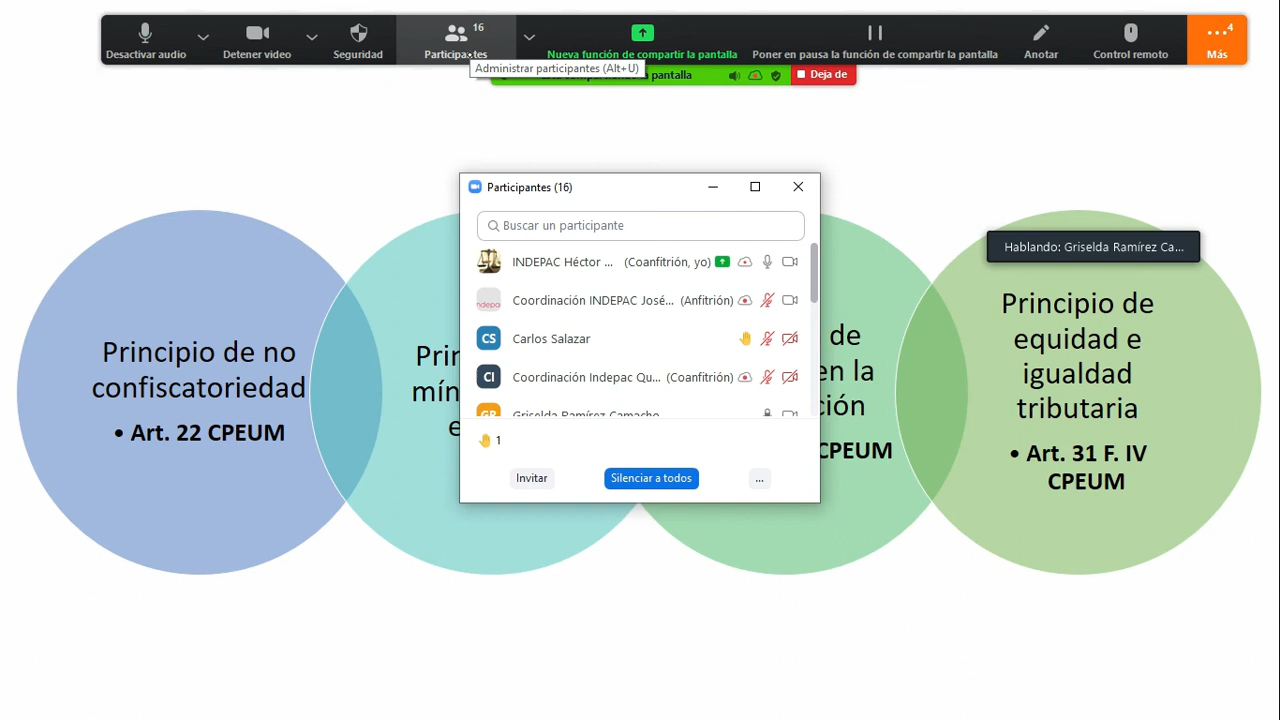 16
4
Desactivar audio
Detener video
Seguridad
Participantes
Nueva función de compartir la pantalla
Poner en pausa la función de compartir la pantalla
Anotar
Control remoto
Más
Administrar participantes (Alt+U)
pantalla
Deja de
Participantes (16)
Buscar un participante
INDEPAC Héctor ... (Coanfitrión, yo)
Coordinación INDEPAC José... (Anfitrión)
CS Carlos Salazar
CI Coordinación Indepac Qu... (Coanfitrión)
GR Griselda Ramírez Camacho
1
Invitar
Silenciar a todos
...
Hablando: Griselda Ramírez Ca...
Principio de no
confiscatoriedad
• Art. 22 CPEUM
Prin
mín
e
de
en la
ción
CPEUM
Principio de
equidad e
igualdad
tributaria
• Art. 31 F. IV
CPEUM